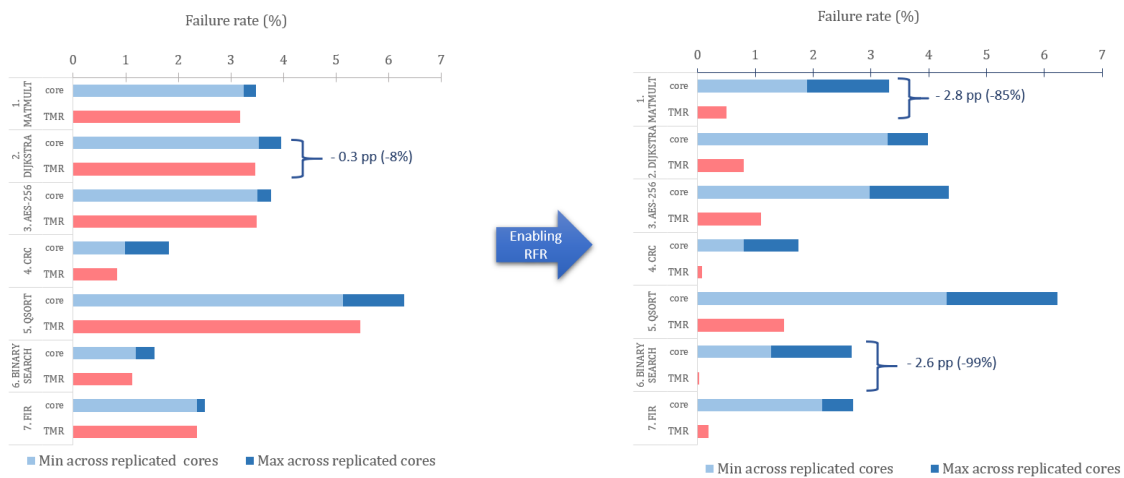 Failure rate (%)
0 1 2 3 4 5 6 7
1. MATMULT
core
TMR
2. DIJKSTRA
core
TMR
- 0.3 pp (-8%)
3. AES-256
core
TMR
4. CRC
core
TMR
5. QSORT
core
TMR
6. BINARY
SEARCH
core
TMR
7. FIR
core
TMR
Min across replicated cores
Max across replicated cores
Enabling
RFR
Failure rate (%)
0 1 2 3 4 5 6 7
1.
MATMULT
core
TMR
- 2.8 pp (-85%)
2. DIJKSTRA
core
TMR
3. AES-256
core
TMR
4. CRC
core
TMR
5. QSORT
core
TMR
6. BINARY
SEARCH
core
TMR
- 2.6 pp (-99%)
7. FIR
core
TMR
Min across replicated cores
Max across replicated cores